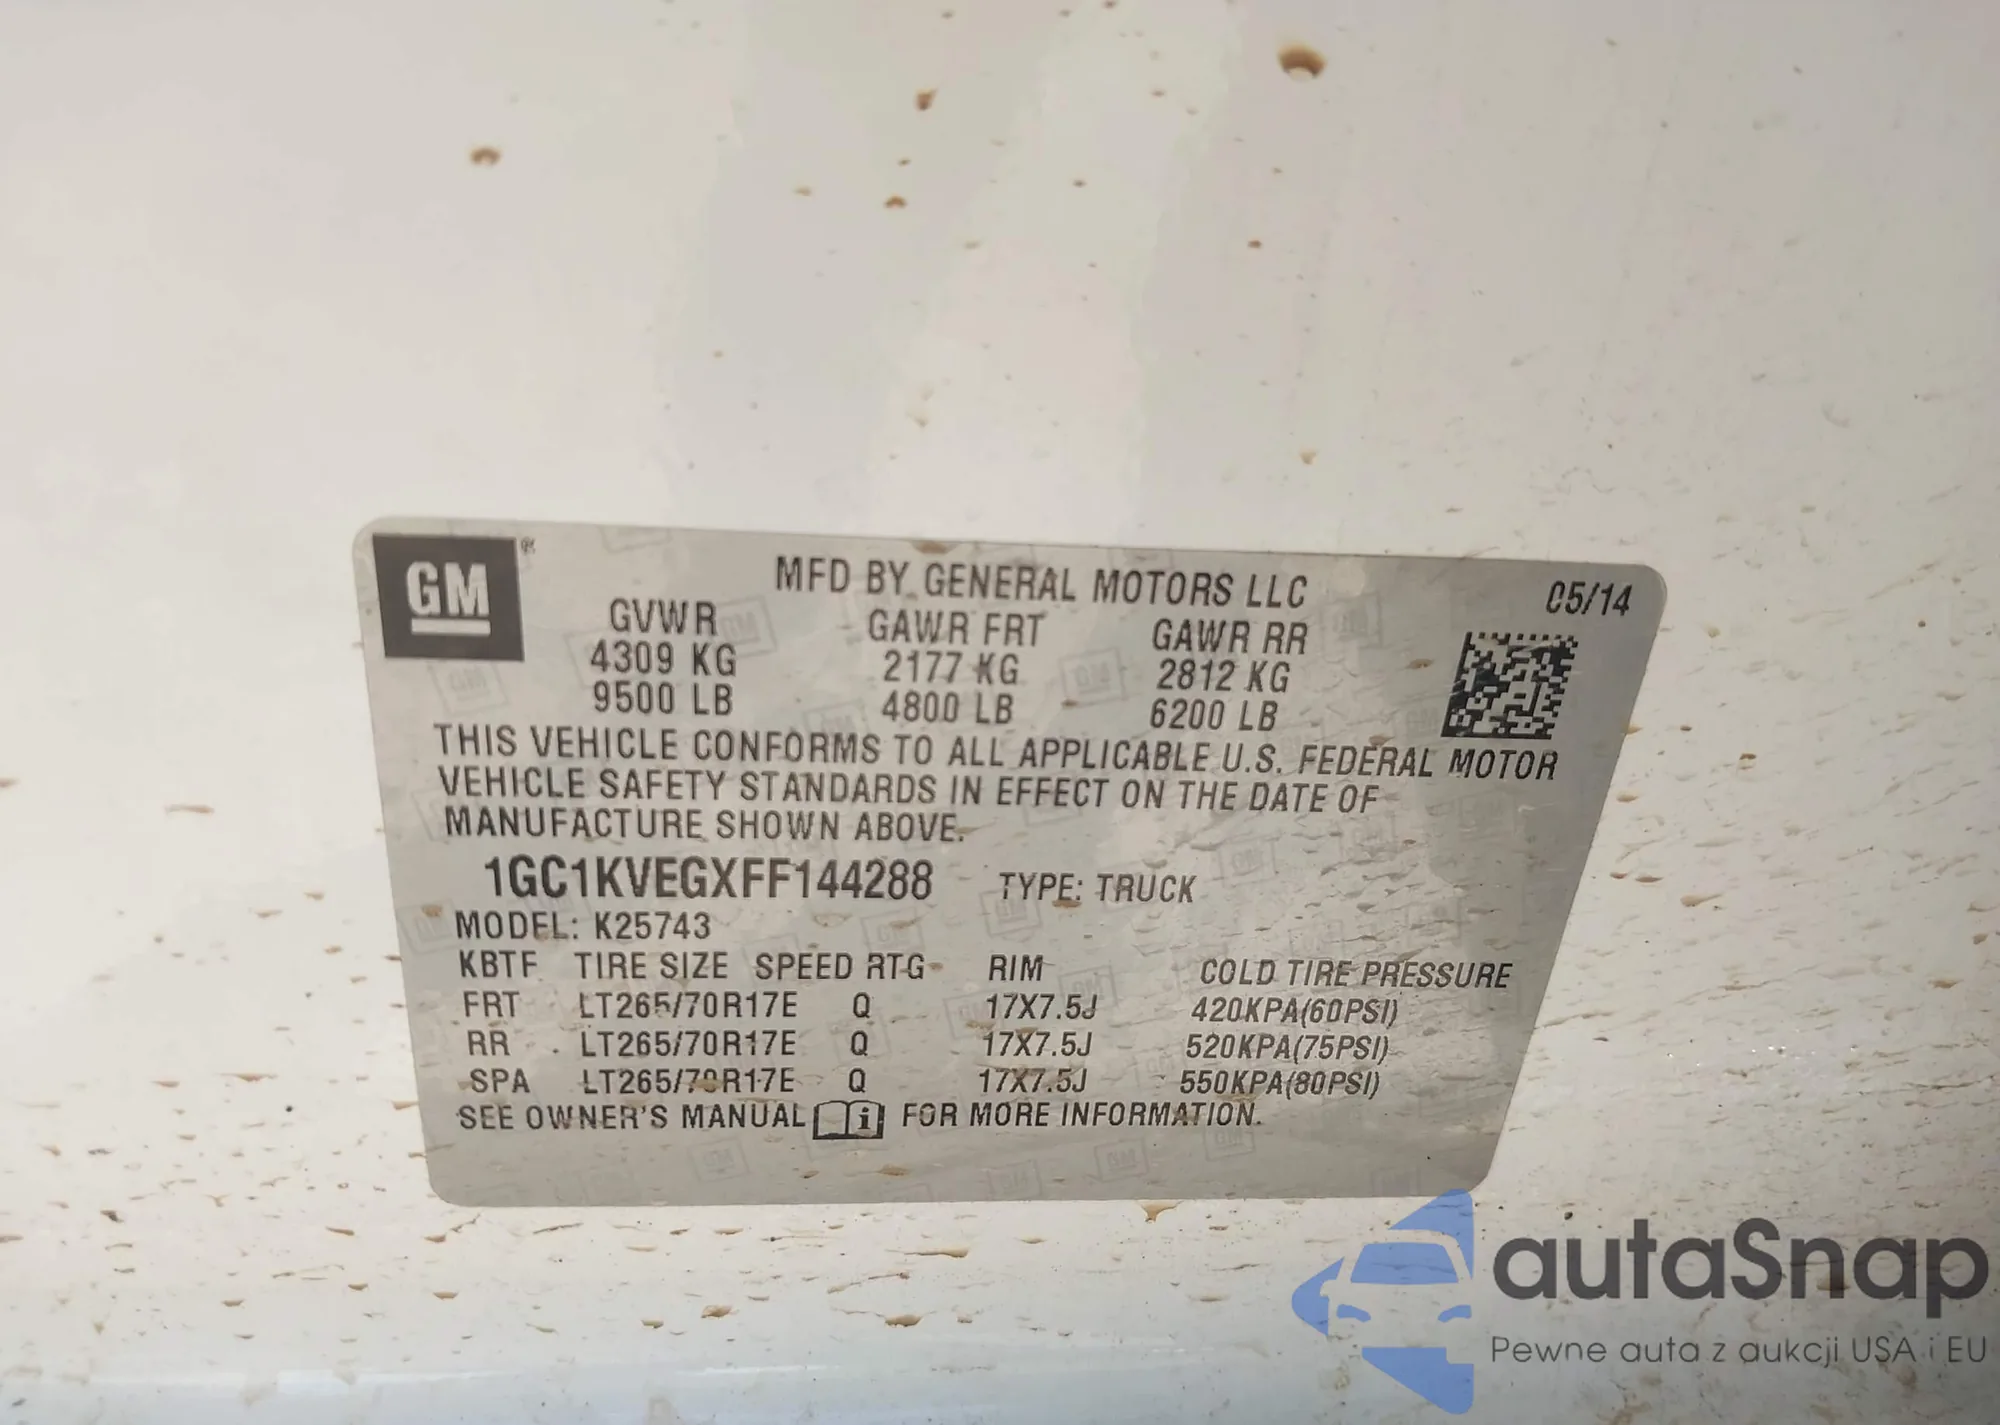 GM ®
MFD BY GENERAL MOTORS LLC 05/14
GVWR GAWR FRT GAWR RR
4309 KG 2177 KG 2812 KG
9500 LB 4800 LB 6200 LB
THIS VEHICLE CONFORMS TO ALL APPLICABLE U.S. FEDERAL MOTOR
VEHICLE SAFETY STANDARDS IN EFFECT ON THE DATE OF
MANUFACTURE SHOWN ABOVE.
1GC1KVEGXFF144288 TYPE: TRUCK
MODEL: K25743
KBTF TIRE SIZE SPEED RTG RIM COLD TIRE PRESSURE
FRT LT265/70R17E Q 17X7.5J 420KPA(60PSI)
RR LT265/70R17E Q 17X7.5J 520KPA(75PSI)
SPA LT265/70R17E Q 17X7.5J 550KPA(80PSI)
SEE OWNER'S MANUAL i FOR MORE INFORMATION.
autaSnap
Pewne auta z aukcji USA i EU